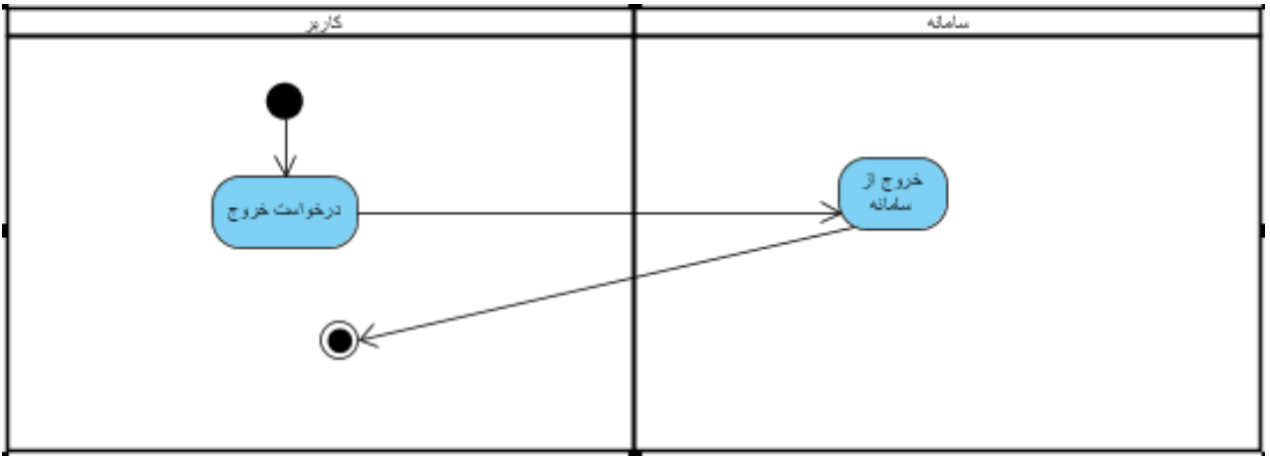 کاربر
سامانه
درخواست خروج
خروج از
سامانه